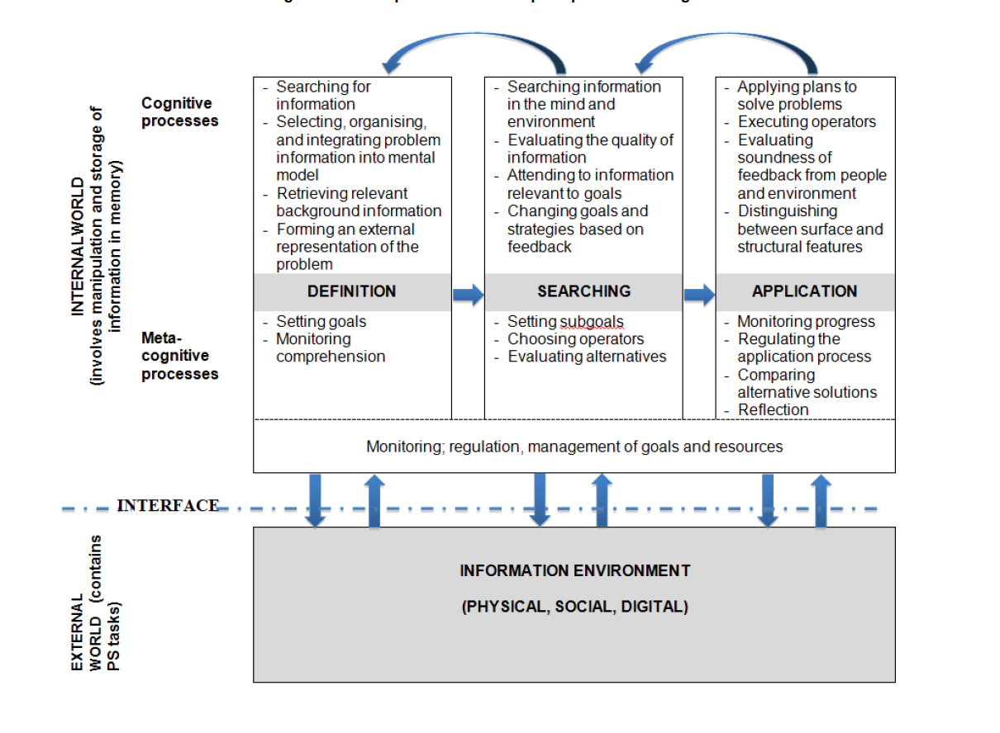 INTERNAL WORLD
(involves manipulation and storage of
information in memory)
Cognitive
processes
- Searching for
information
- Selecting, organising,
and integrating problem
information into mental
model
- Retrieving relevant
background information
- Forming an external
representation of the
problem
DEFINITION
- Setting goals
- Monitoring
comprehension
- Searching information
in the mind and
environment
- Evaluating the quality of
information
- Attending to information
relevant to goals
- Changing goals and
strategies based on
feedback
SEARCHING
- Setting subgoals
- Choosing operators
- Evaluating alternatives
- Applying plans to
solve problems
- Executing operators
- Evaluating
soundness of
feedback from people
and environment
- Distinguishing
between surface and
structural features
APPLICATION
- Monitoring progress
- Regulating the
application process
- Comparing
alternative solutions
- Reflection
Meta-
cognitive
processes
Monitoring; regulation, management of goals and resources
INTERFACE
EXTERNAL
WORLD (contains
PS tasks)
INFORMATION ENVIRONMENT
(PHYSICAL, SOCIAL, DIGITAL)